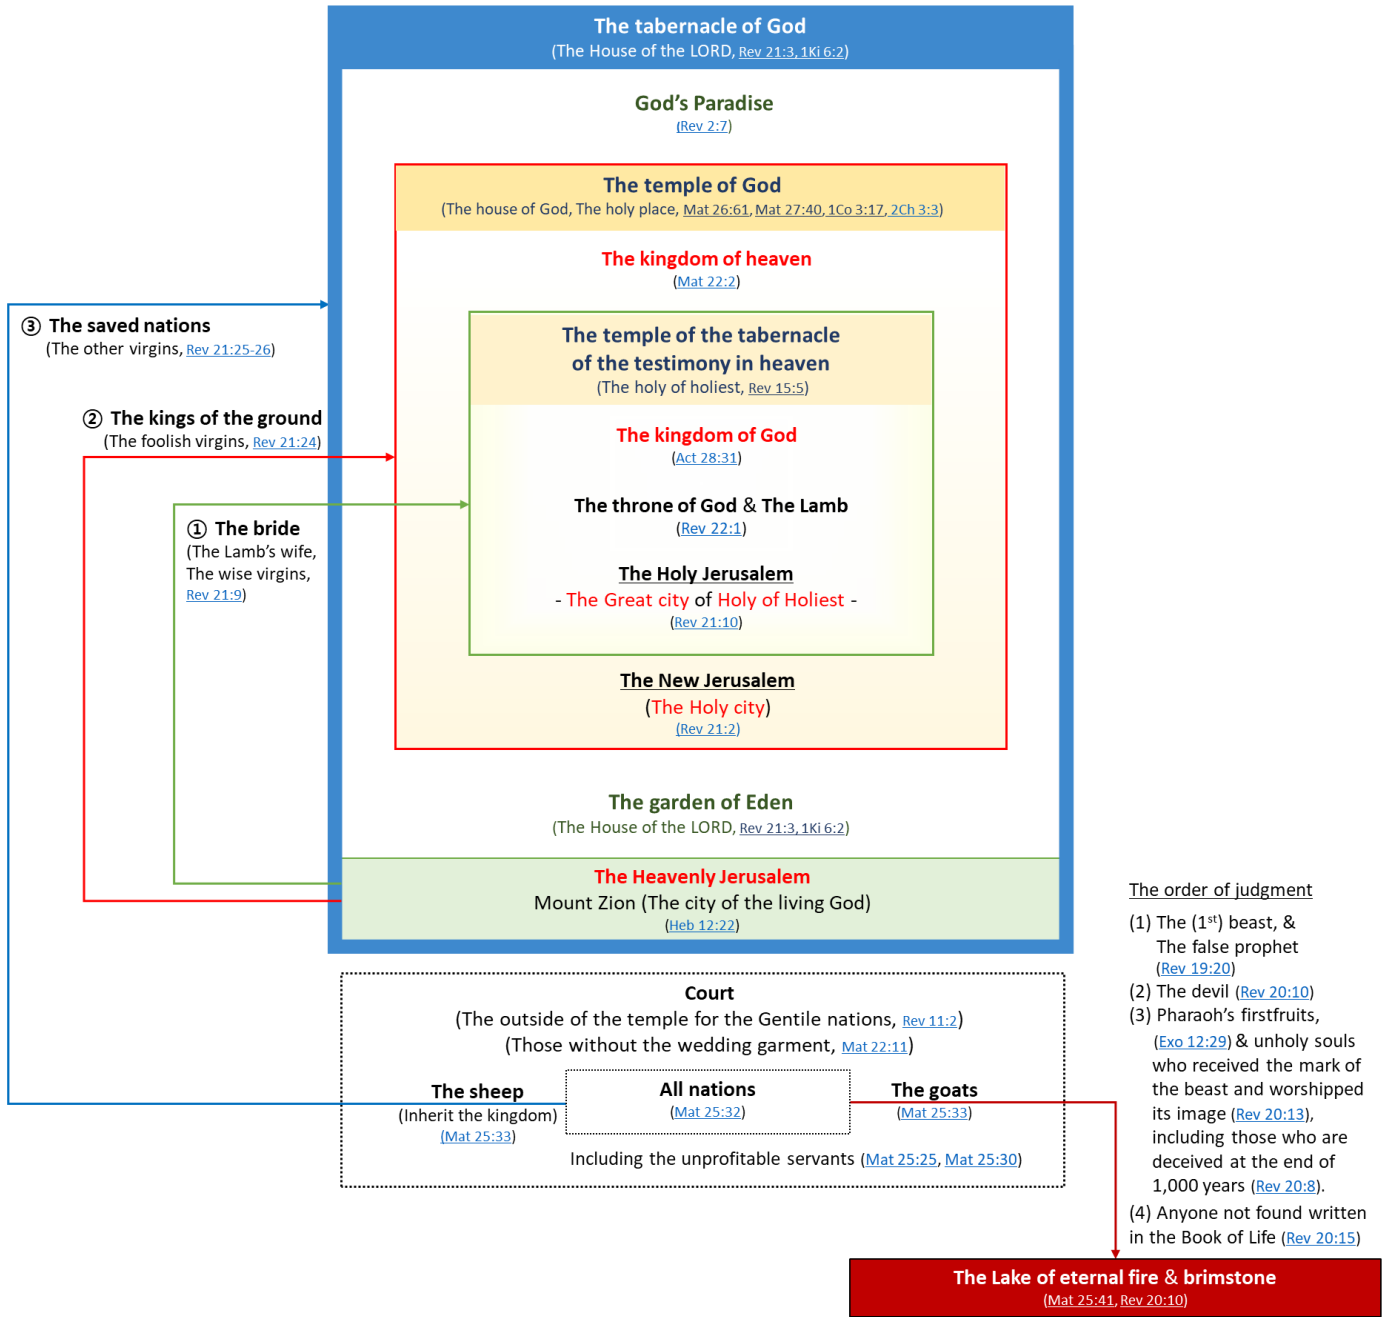 The tabernacle of God
(The House of the LORD, Rev 21:3, 1Ki 6:2)
God's Paradise
(Rev 2:7)
The temple of God
(The house of God, The holy place, Mat 26:61, Mat 27:40, 1Co 3:17, 2Ch 3:3)
The kingdom of heaven
(Mat 22:2)
The temple of the tabernacle
of the testimony in heaven
(The holy of holiest, Rev 15:5)
The kingdom of God
(Act 28:31)
The throne of God & The Lamb
(Rev 22:1)
The Holy Jerusalem
- The Great city of Holy of Holiest -
(Rev 21:10)
The New Jerusalem
(The Holy city)
(Rev 21:2)
The garden of Eden
(The House of the LORD, Rev 21:3, 1Ki 6:2)
The Heavenly Jerusalem
Mount Zion (The city of the living God)
(Heb 12:22)
③ The saved nations
(The other virgins, Rev 21:25-26)
② The kings of the ground
(The foolish virgins, Rev 21:24)
① The bride
(The Lamb's wife,
The wise virgins,
Rev 21:9)
Court
(The outside of the temple for the Gentile nations, Rev 11:2)
(Those without the wedding garment, Mat 22:11)
The sheep
(Inherit the kingdom)
(Mat 25:33)
All nations
(Mat 25:32)
The goats
(Mat 25:33)
Including the unprofitable servants (Mat 25:25, Mat 25:30)
The order of judgment
(1) The (1st) beast, &
The false prophet
(Rev 19:20)
(2) The devil (Rev 20:10)
(3) Pharaoh's firstfruits,
(Exo 12:29) & unholy souls
who received the mark of
the beast and worshipped
its image (Rev 20:13),
including those who are
deceived at the end of
1,000 years (Rev 20:8).
(4) Anyone not found written
in the Book of Life (Rev 20:15)
The Lake of eternal fire & brimstone
(Mat 25:41, Rev 20:10)